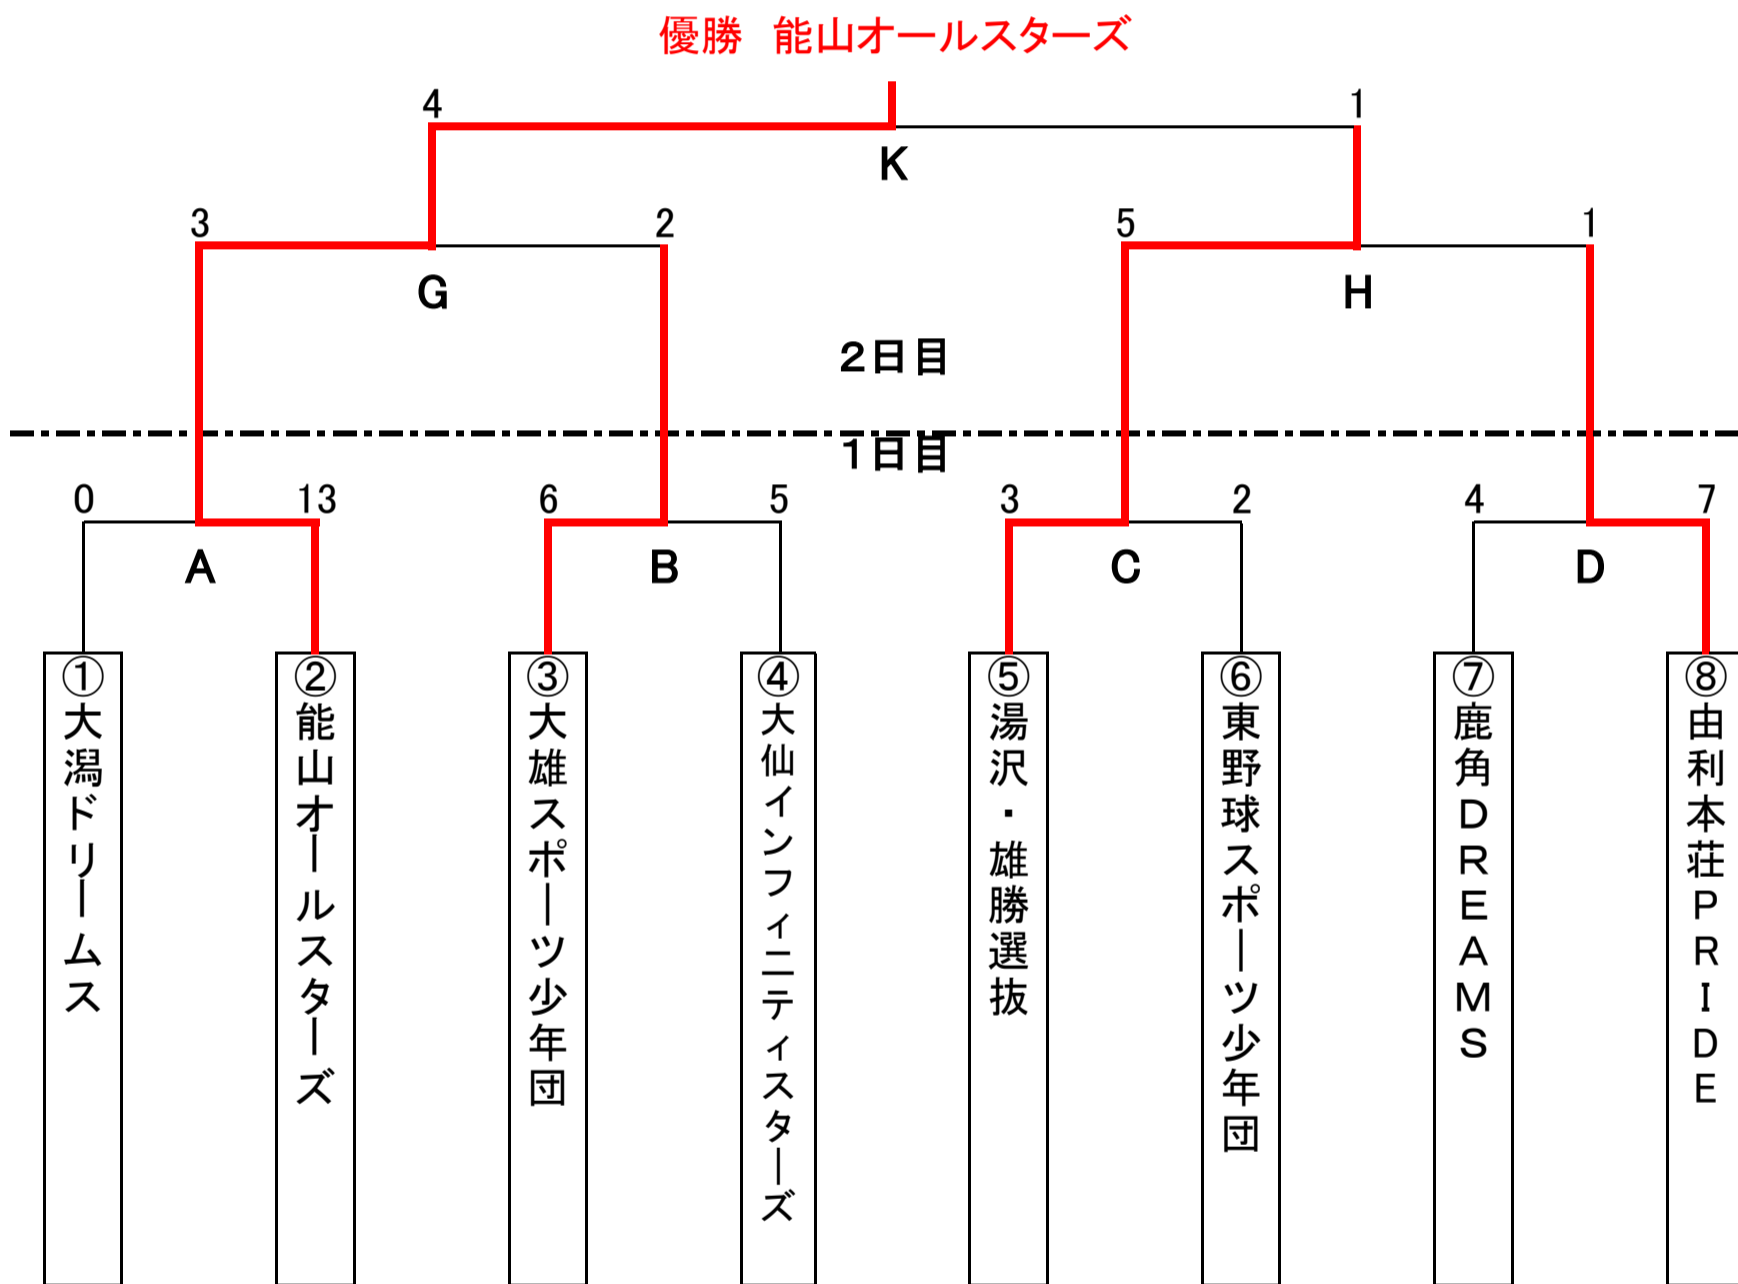 優勝　能山オールスターズ
4
1
K
3
2
5
1
G
H
２日目
１日目
0
13
6
5
3
2
4
7
A
B
C
D
①大潟ドリームス
②能山オールスターズ
③大雄スポーツ少年団
④大仙インフィニティスターズ
⑤湯沢・雄勝選抜
⑥東野球スポーツ少年団
⑦鹿角ＤＲＥＡＭＳ
⑧由利本荘ＰＲＩＤＥ